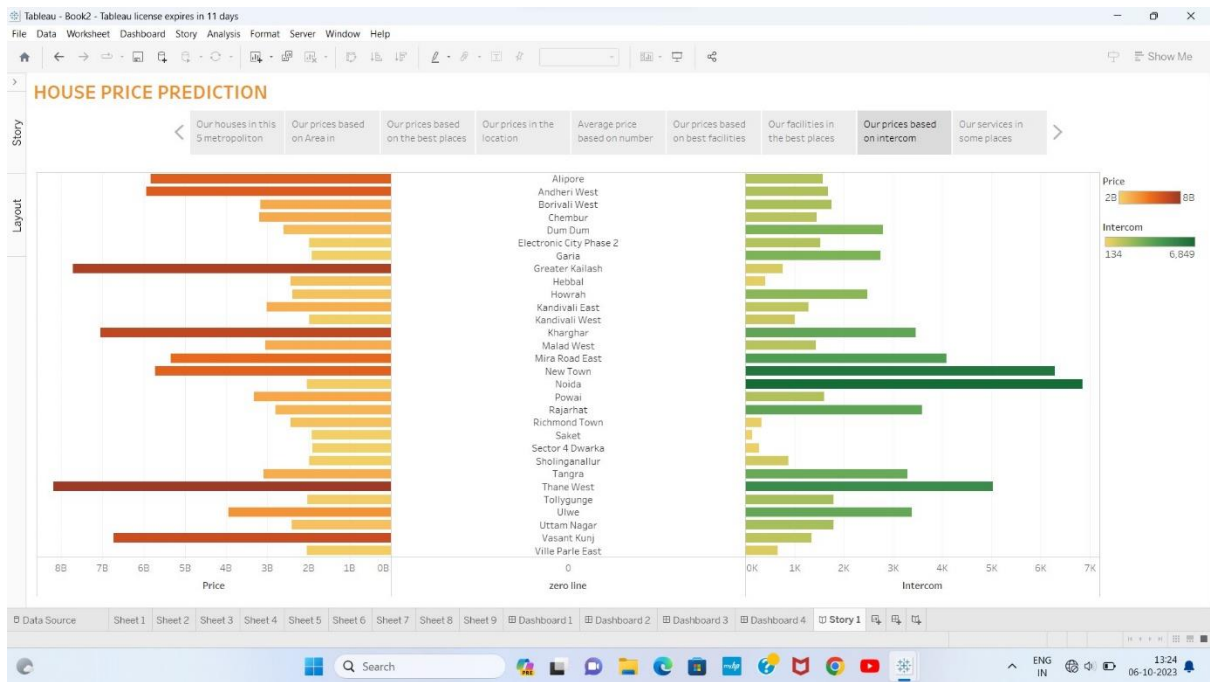 Tableau - Book2 - Tableau license expires in 11 days
File Data Worksheet Dashboard Story Analysis Format Server Window Help
Show Me
Story
Layout
HOUSE PRICE PREDICTION
Our houses in this 5 metropoliton
Our prices based on Area in
Our prices based on the best places
Our prices in the location
Average price based on number
Our prices based on best facilities
Our facilities in the best places
Our prices based on intercom
Our services in some places
Alipore
Andheri West
Borivali West
Chembur
Dum Dum
Electronic City Phase 2
Garia
Greater Kailash
Hebbal
Howrah
Kandivali East
Kandivali West
Kharghar
Malad West
Mira Road East
New Town
Noida
Powai
Rajarhat
Richmond Town
Saket
Sector 4 Dwarka
Sholinganallur
Tangra
Thane West
Tollygunge
Ulwe
Uttam Nagar
Vasant Kunj
Ville Parle East
8B 7B 6B 5B 4B 3B 2B 1B 0B
Price
0
zero line
0K 1K 2K 3K 4K 5K 6K 7K
Intercom
Price
2B 8B
Intercom
134 6,849
Data Source Sheet 1 Sheet 2 Sheet 3 Sheet 4 Sheet 5 Sheet 6 Sheet 7 Sheet 8 Sheet 9 Dashboard 1 Dashboard 2 Dashboard 3 Dashboard 4 Story 1
Search
PRE
ENG
IN
13:24
06-10-2023